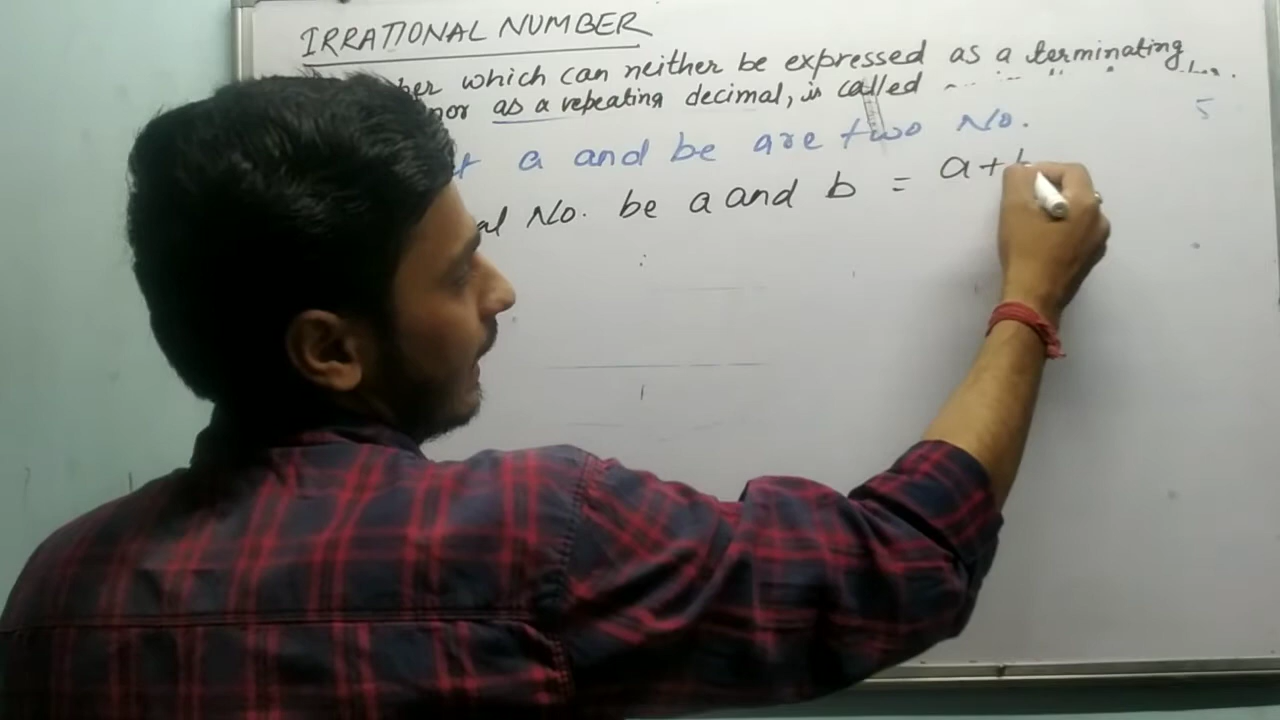 IRRATIONAL NUMBER
which can neither be expressed as a terminating
nor as a repeating decimal, is called
5
a and be are two No.
No. be a and b = a+